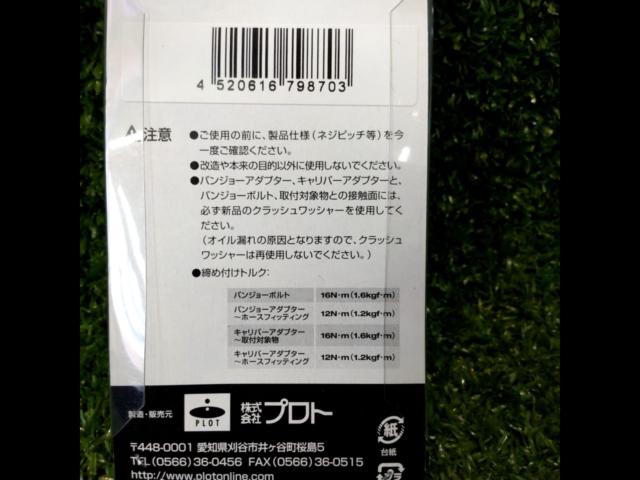 4 520616 798703
⚠注意
●ご使用の前に、製品仕様(ネジピッチ等)を今
一度ご確認ください。
●改造や本来の目的以外に使用しないでください。
●バンジョーアダプター、キャリパーアダプターと、
バンジョーボルト、取付対象物との接触面には、
必ず新品のクラッシュワッシャーを使用してく
ださい。
(オイル漏れの原因となりますので、クラッシュ
ワッシャーは再使用しないでください。)
●締め付けトルク:
バンジョーボルト 16N・m(1.6kgf・m)
バンジョーアダプター
～ホースフィッティング 12N・m(1.2kgf・m)
キャリパーアダプター
～取付対象物 16N・m(1.6kgf・m)
キャリパーアダプター
～ホースフィッティング 12N・m(1.2kgf・m)
製造・販売元 PLOT 株式会社プロト
紙
台紙
〒448-0001 愛知県刈谷市井ヶ谷町桜島5
TEL(0566)36-0456 FAX(0566)36-0515
http://www.plotonline.com/
プラ